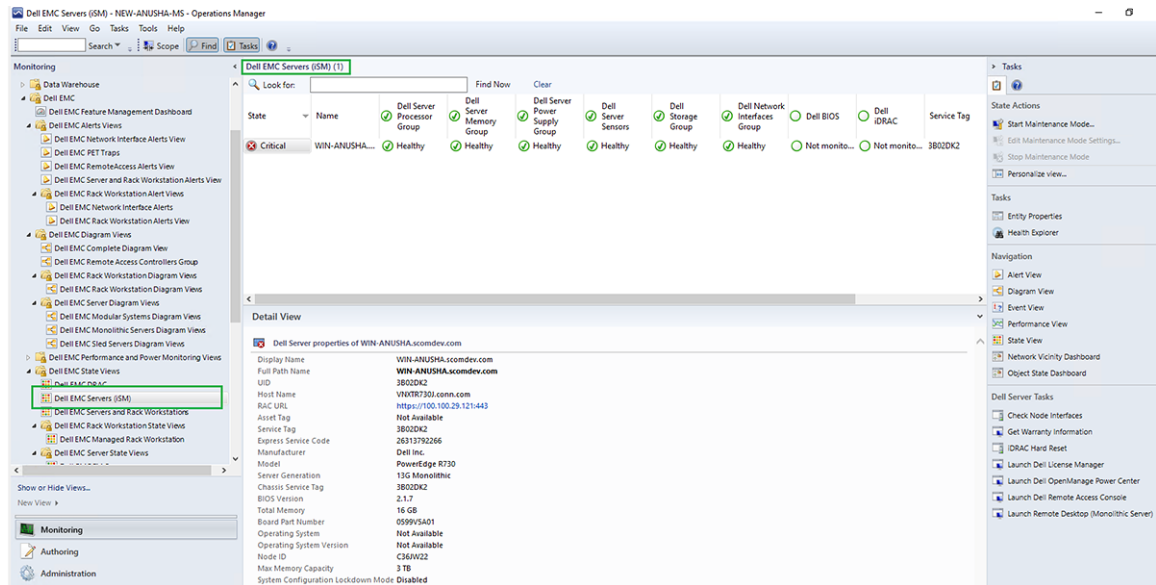 Dell EMC Servers (iSM) - NEW-ANUSHA-MS - Operations Manager
File Edit View Go Tasks Tools Help
Search Scope Find Tasks
Monitoring
Data Warehouse
Dell EMC
Dell EMC Feature Management Dashboard
Dell EMC Alerts Views
Dell EMC Network Interface Alerts View
Dell EMC PET Traps
Dell EMC RemoteAccess Alerts View
Dell EMC Server and Rack Workstation Alerts View
Dell EMC Rack Workstation Alert Views
Dell EMC Network Interface Alerts
Dell EMC Rack Workstation Alerts View
Dell EMC Diagram Views
Dell EMC Complete Diagram View
Dell EMC Remote Access Controllers Group
Dell EMC Rack Workstation Diagram Views
Dell EMC Rack Workstation Diagram Views
Dell EMC Server Diagram Views
Dell EMC Modular Systems Diagram Views
Dell EMC Monolithic Servers Diagram Views
Dell EMC Sled Servers Diagram Views
Dell EMC Performance and Power Monitoring Views
Dell EMC State Views
Dell EMC DRAC
Dell EMC Servers (iSM)
Dell EMC Servers and Rack Workstations
Dell EMC Rack Workstation State Views
Dell EMC Managed Rack Workstation
Dell EMC Server State Views
Show or Hide Views...
New View
Monitoring
Authoring
Administration
Dell EMC Servers (iSM) (1)
Look for: Find Now Clear
State Name Dell Server Processor Group Dell Server Memory Group Dell Server Power Supply Group Dell Server Sensors Dell Storage Group Dell Network Interfaces Group Dell BIOS Dell iDRAC Service Tag
Critical WIN-ANUSHA.... Healthy Healthy Healthy Healthy Healthy Healthy Not monito... Not monito... 3B02DK2
Detail View
Dell Server properties of WIN-ANUSHA.scomdev.com
Display Name WIN-ANUSHA.scomdev.com
Full Path Name WIN-ANUSHA.scomdev.com
UID 3B02DK2
Host Name VNXTR730J.conn.com
RAC URL https://100.100.29.121:443
Asset Tag Not Available
Service Tag 3B02DK2
Express Service Code 26313792266
Manufacturer Dell Inc.
Model PowerEdge R730
Server Generation 13G Monolithic
Chassis Service Tag 3B02DK2
BIOS Version 2.1.7
Total Memory 16 GB
Board Part Number 0599V5A01
Operating System Not Available
Operating System Version Not Available
Node ID C36JW22
Max Memory Capacity 3 TB
System Configuration Lockdown Mode Disabled
Tasks
State Actions
Start Maintenance Mode...
Edit Maintenance Mode Settings...
Stop Maintenance Mode
Personalize view...
Tasks
Entity Properties
Health Explorer
Navigation
Alert View
Diagram View
Event View
Performance View
State View
Network Vicinity Dashboard
Object State Dashboard
Dell Server Tasks
Check Node Interfaces
Get Warranty Information
iDRAC Hard Reset
Launch Dell License Manager
Launch Dell OpenManage Power Center
Launch Dell Remote Access Console
Launch Remote Desktop (Monolithic Server)